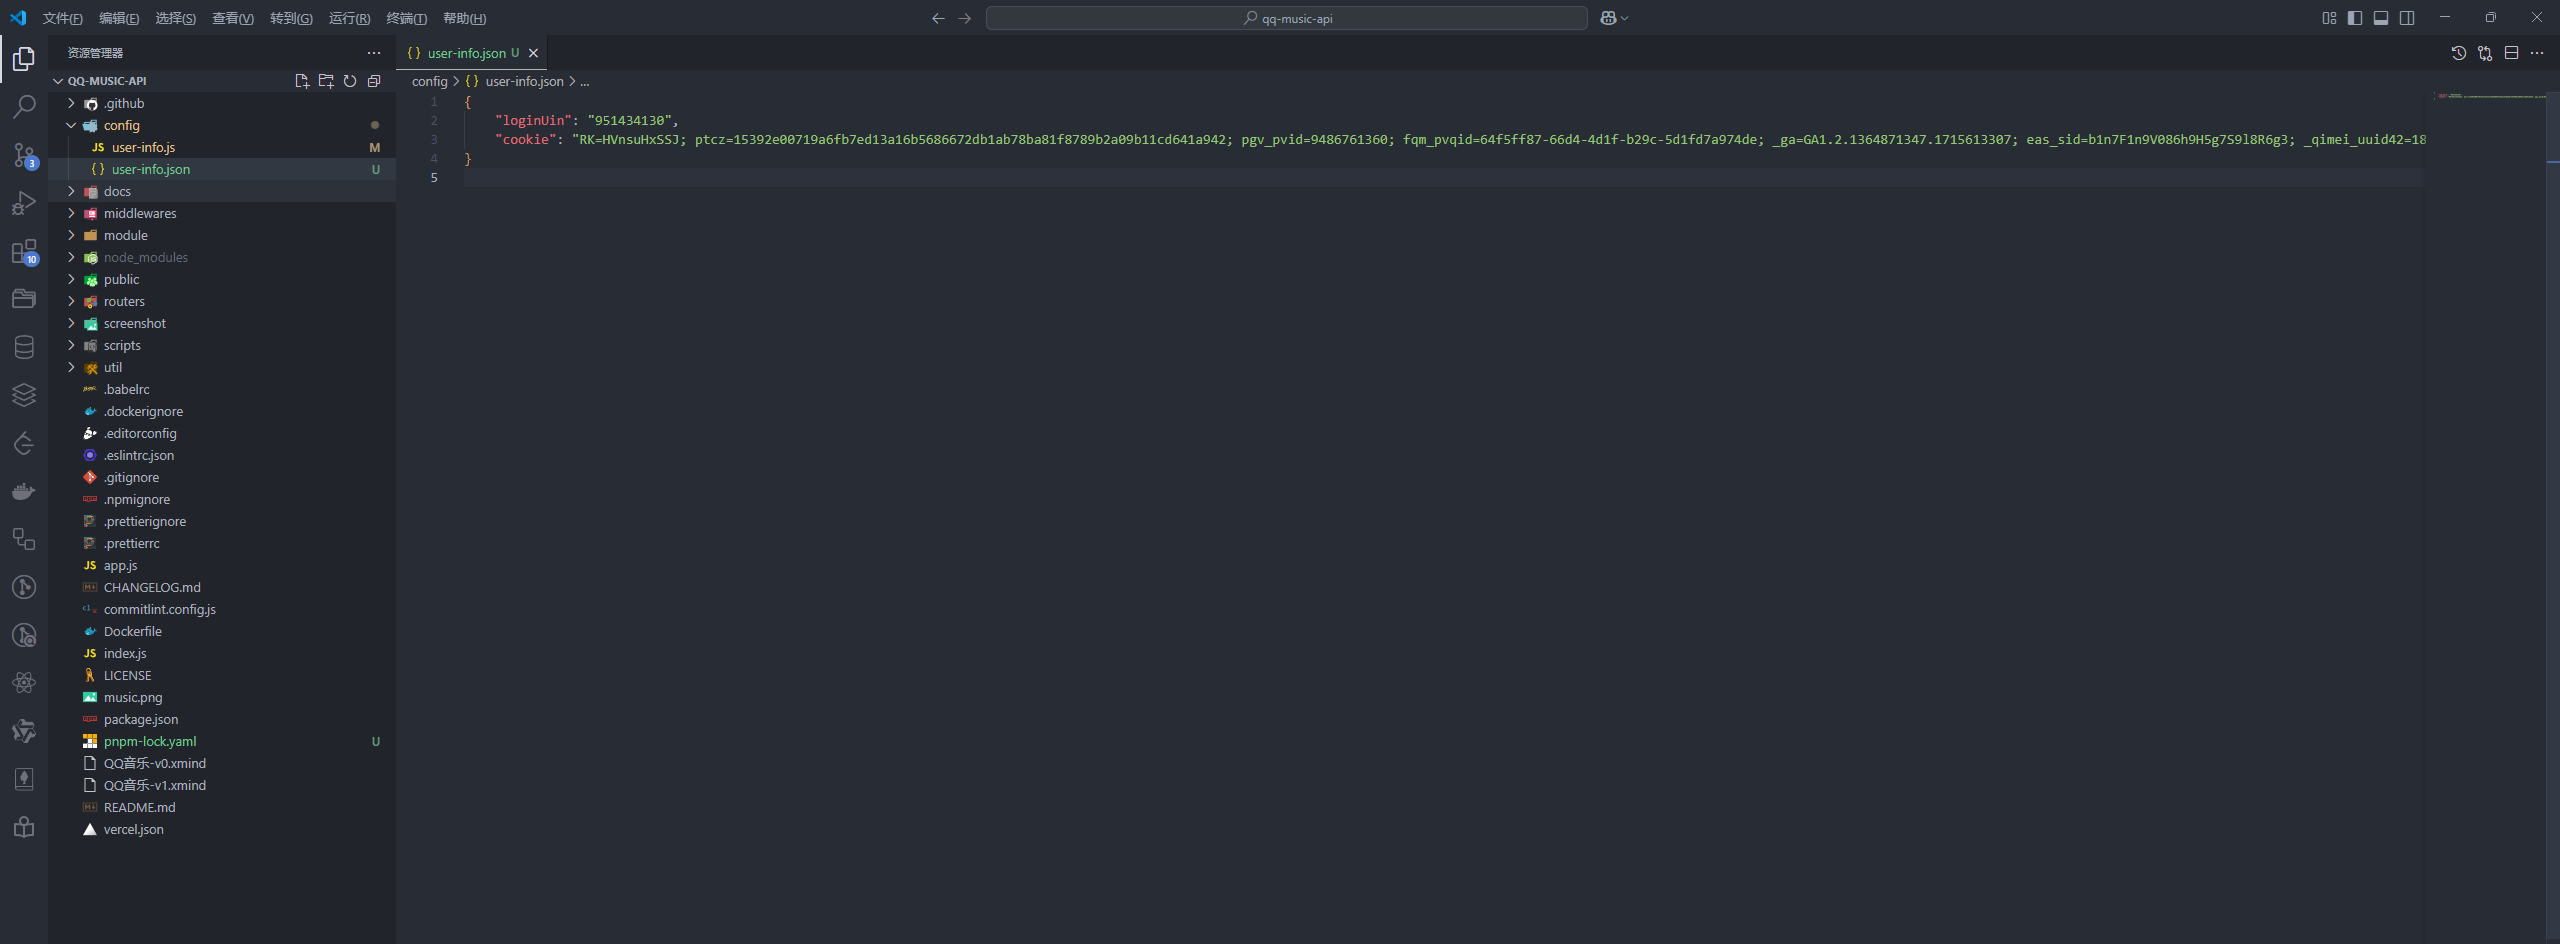 文件(F) 编辑(E) 选择(S) 查看(V) 转到(G) 运行(R) 终端(T) 帮助(H)
qq-music-api
资源管理器
user-info.json U
QQ-MUSIC-API
config > {} user-info.json > ...
.github
config
user-info.js M
user-info.json U
docs
middlewares
module
node_modules
public
routers
screenshot
scripts
util
.babelrc
.dockerignore
.editorconfig
.eslintrc.json
.gitignore
.npmignore
.prettierignore
.prettierrc
app.js
CHANGELOG.md
commitlint.config.js
Dockerfile
index.js
LICENSE
music.png
package.json
pnpm-lock.yaml U
QQ音乐-v0.xmind
QQ音乐-v1.xmind
README.md
vercel.json
3
10
1 {
2 "loginUin": "951434130",
3 "cookie": "RK=HVnsuHxSSJ; ptcz=15392e00719a6fb7ed13a16b5686672db1ab78ba81f8789b2a09b11cd641a942; pgv_pvid=9486761360; fqm_pvqid=64f5ff87-66d4-4d1f-b29c-5d1fd7a974de; _ga=GA1.2.1364871347.1715613307; eas_sid=b1n7F1n9V086h9H5g7S9l8R6g3; _qimei_uuid42=18
4 }
5